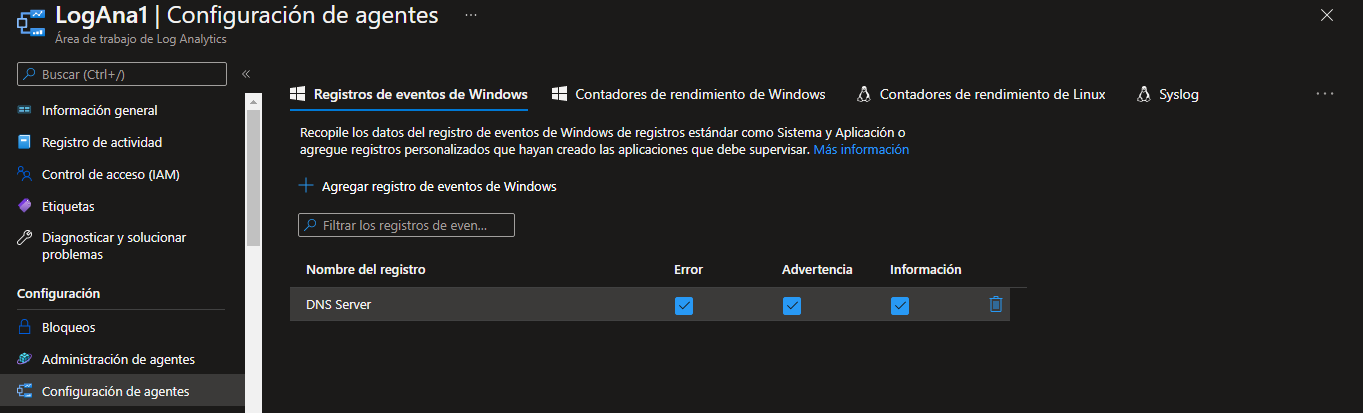 LogAna1 | Configuración de agentes ...
Área de trabajo de Log Analytics
Buscar (Ctrl+/)
Información general
Registro de actividad
Control de acceso (IAM)
Etiquetas
Diagnosticar y solucionar
problemas
Configuración
Bloqueos
Administración de agentes
Configuración de agentes
Registros de eventos de Windows Contadores de rendimiento de Windows Contadores de rendimiento de Linux Syslog ...
Recopile los datos del registro de eventos de Windows de registros estándar como Sistema y Aplicación o
agregue registros personalizados que hayan creado las aplicaciones que debe supervisar. Más información
Agregar registro de eventos de Windows
Filtrar los registros de even...
Nombre del registro Error Advertencia Información
DNS Server